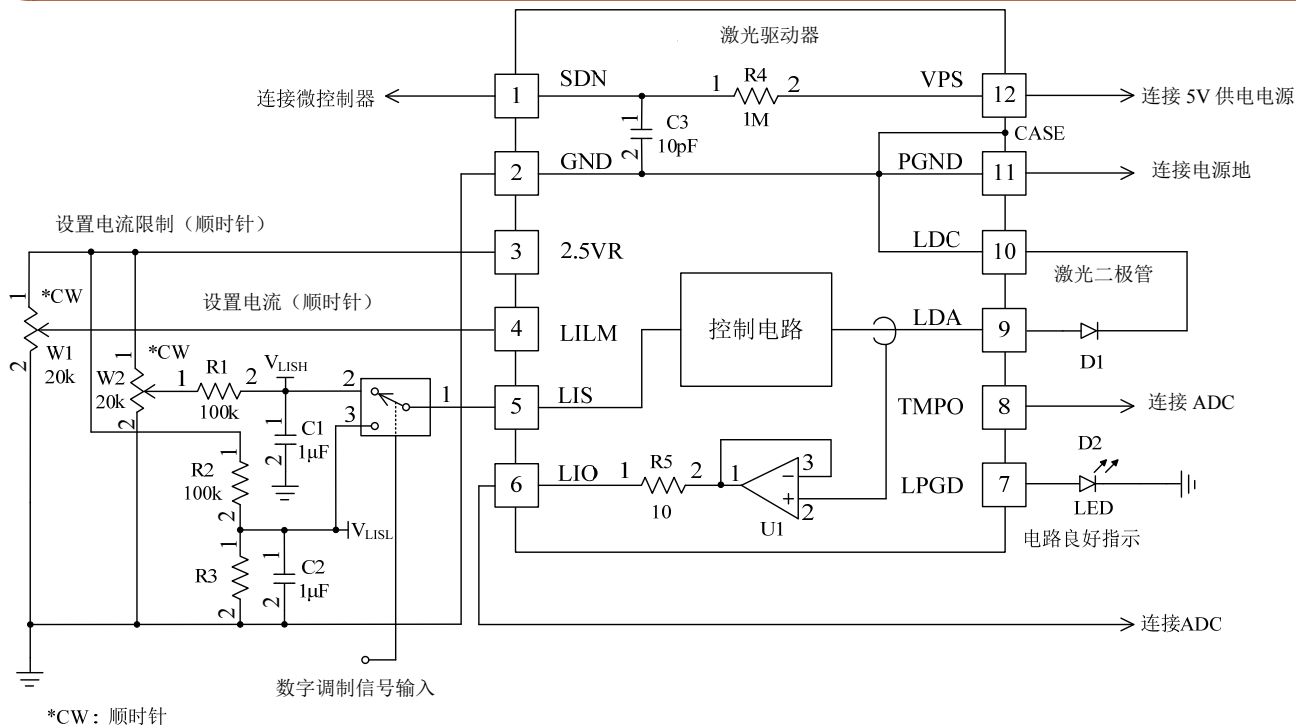 激光驱动器
连接微控制器
1
SDN
1
R4
2
1M
VPS
12
连接 5V 供电电源
1
C3
10pF
2
CASE
2
GND
PGND
11
连接电源地
设置电流限制（顺时针）
3
2.5VR
LDC
10
激光二极管
1
*CW
W1
20k
2
设置电流（顺时针）
4
LILM
控制电路
LDA
9
D1
1
*CW
W2
20k
2
1
R1
2
100k
VLISH
2
3
1
5
LIS
TMPO
8
连接 ADC
1
C1
1μF
2
1
R2
100k
2
6
LIO
1
R5
2
10
1
3
−
+
2
U1
LPGD
7
D2
LED
电路良好指示
VLISL
1
R3
2
1
C2
1μF
2
连接ADC
数字调制信号输入
*CW：顺时针